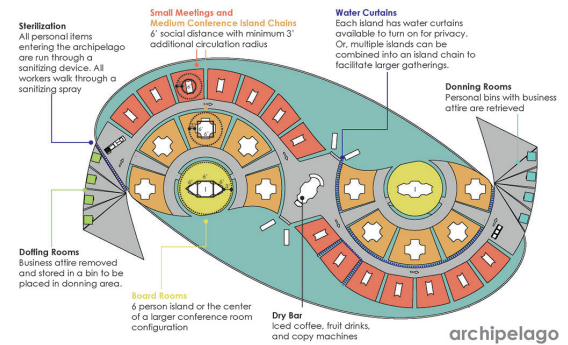 Sterilization
All personal items
entering the archipelago
are run through a
sanitizing device. All
workers walk through a
sanitizing spray
Small Meetings and
Medium Conference Island Chains
6' social distance with minimum 3'
additional circulation radius
Water Curtains
Each island has water curtains
available to turn on for privacy.
Or, multiple islands can be
combined into an island chain to
facilitate larger gatherings.
Donning Rooms
Personal bins with business
attire are retrieved
Doffing Rooms
Business attire removed
and stored in a bin to be
placed in donning area.
Board Rooms
6 person island or the center
of a larger conference room
configuration
Dry Bar
Iced coffee, fruit drinks,
and copy machines
6'
6'
6'
6'
archipelago